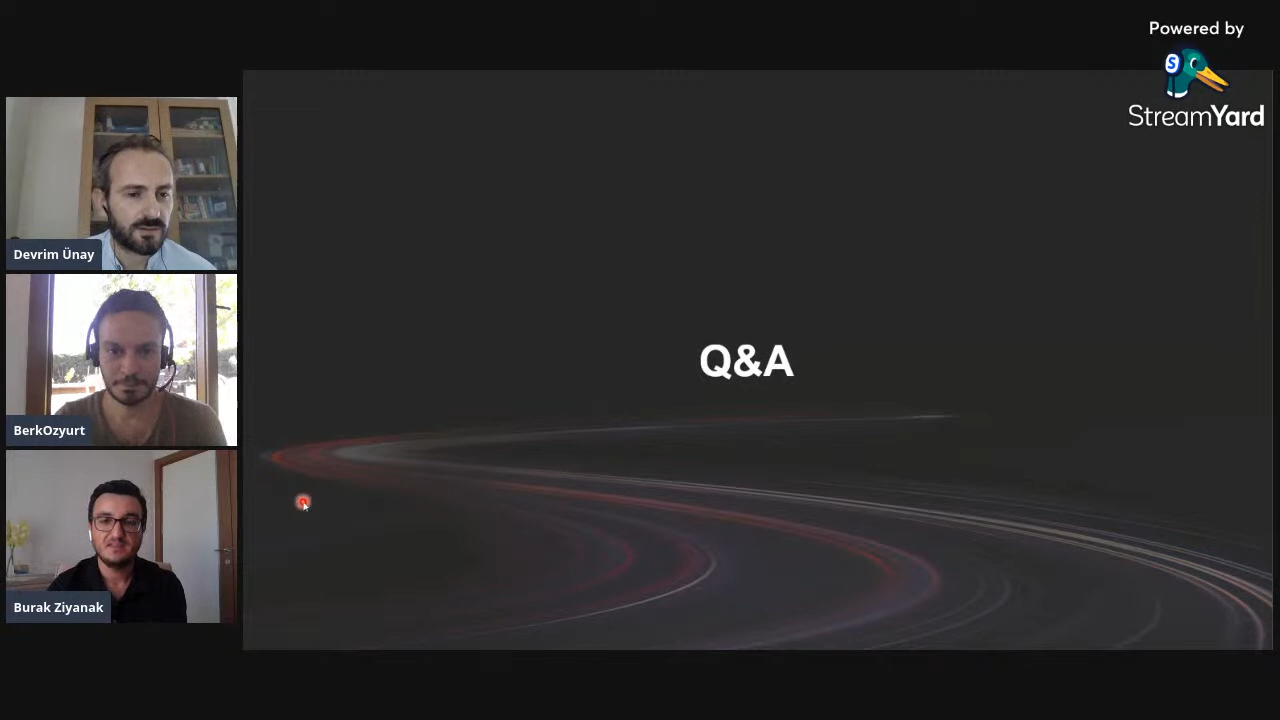 Powered by
StreamYard
Devrim Ünay
BerkOzyurt
Burak Ziyanak
Q&A